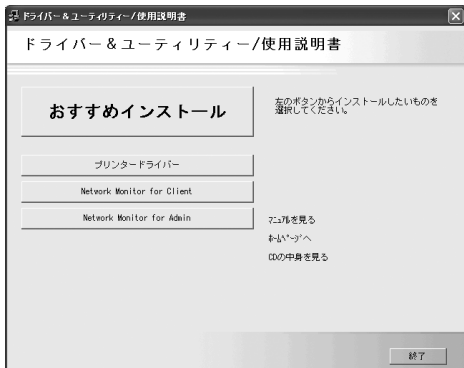 ドライバー&ユーティリティー/使用説明書
ドライバー&ユーティリティー/使用説明書
おすすめインストール
左のボタンからインストールしたいものを
選択してください。
プリンタードライバー
Network Monitor for Client
Network Monitor for Admin
ﾏﾆｭｱﾙを見る
ﾎｰﾑﾍﾟｰｼﾞへ
CDの中身を見る
終了